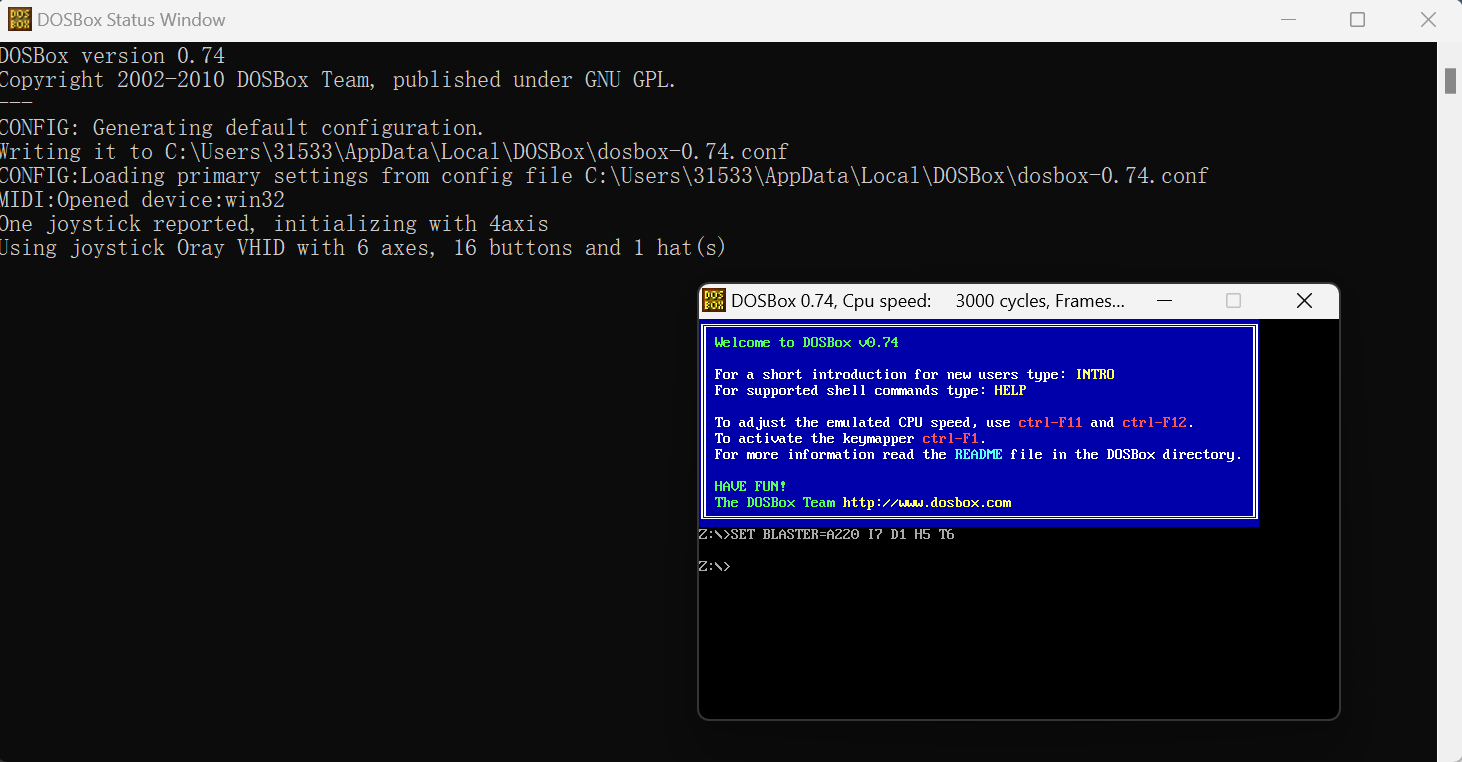 DOSBox Status Window
DOSBox version 0.74
Copyright 2002-2010 DOSBox Team, published under GNU GPL.
---
CONFIG: Generating default configuration.
Writing it to C:\Users\31533\AppData\Local\DOSBox\dosbox-0.74.conf
CONFIG:Loading primary settings from config file C:\Users\31533\AppData\Local\DOSBox\dosbox-0.74.conf
MIDI:Opened device:win32
One joystick reported, initializing with 4axis
Using joystick Oray VHID with 6 axes, 16 buttons and 1 hat(s)
DOSBox 0.74, Cpu speed: 3000 cycles, Frames...
Welcome to DOSBox v0.74
For a short introduction for new users type: INTRO
For supported shell commands type: HELP
To adjust the emulated CPU speed, use ctrl-F11 and ctrl-F12.
To activate the keymapper ctrl-F1.
For more information read the README file in the DOSBox directory.
HAVE FUN!
The DOSBox Team http://www.dosbox.com
Z:\>SET BLASTER=A220 I7 D1 H5 T6
Z:\>